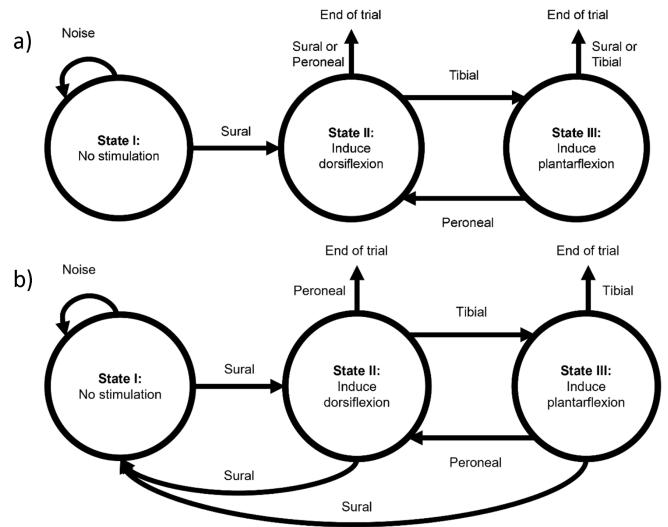 a)
End of trial
End of trial
Noise
Sural or
Peroneal
Tibial
Sural or
Tibial
State I:
No stimulation
Sural
State II:
Induce
dorsiflexion
State III:
Induce
plantarflexion
Peroneal
b)
End of trial
End of trial
Noise
Peroneal
Tibial
Tibial
State I:
No stimulation
Sural
State II:
Induce
dorsiflexion
State III:
Induce
plantarflexion
Peroneal
Sural
Sural